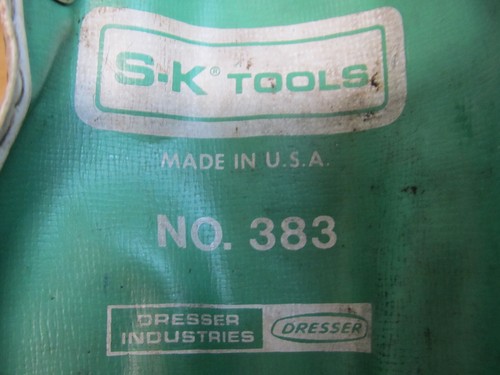 S-K® TOOLS
MADE IN U.S.A.
NO. 383
DRESSER
INDUSTRIES
DRESSER